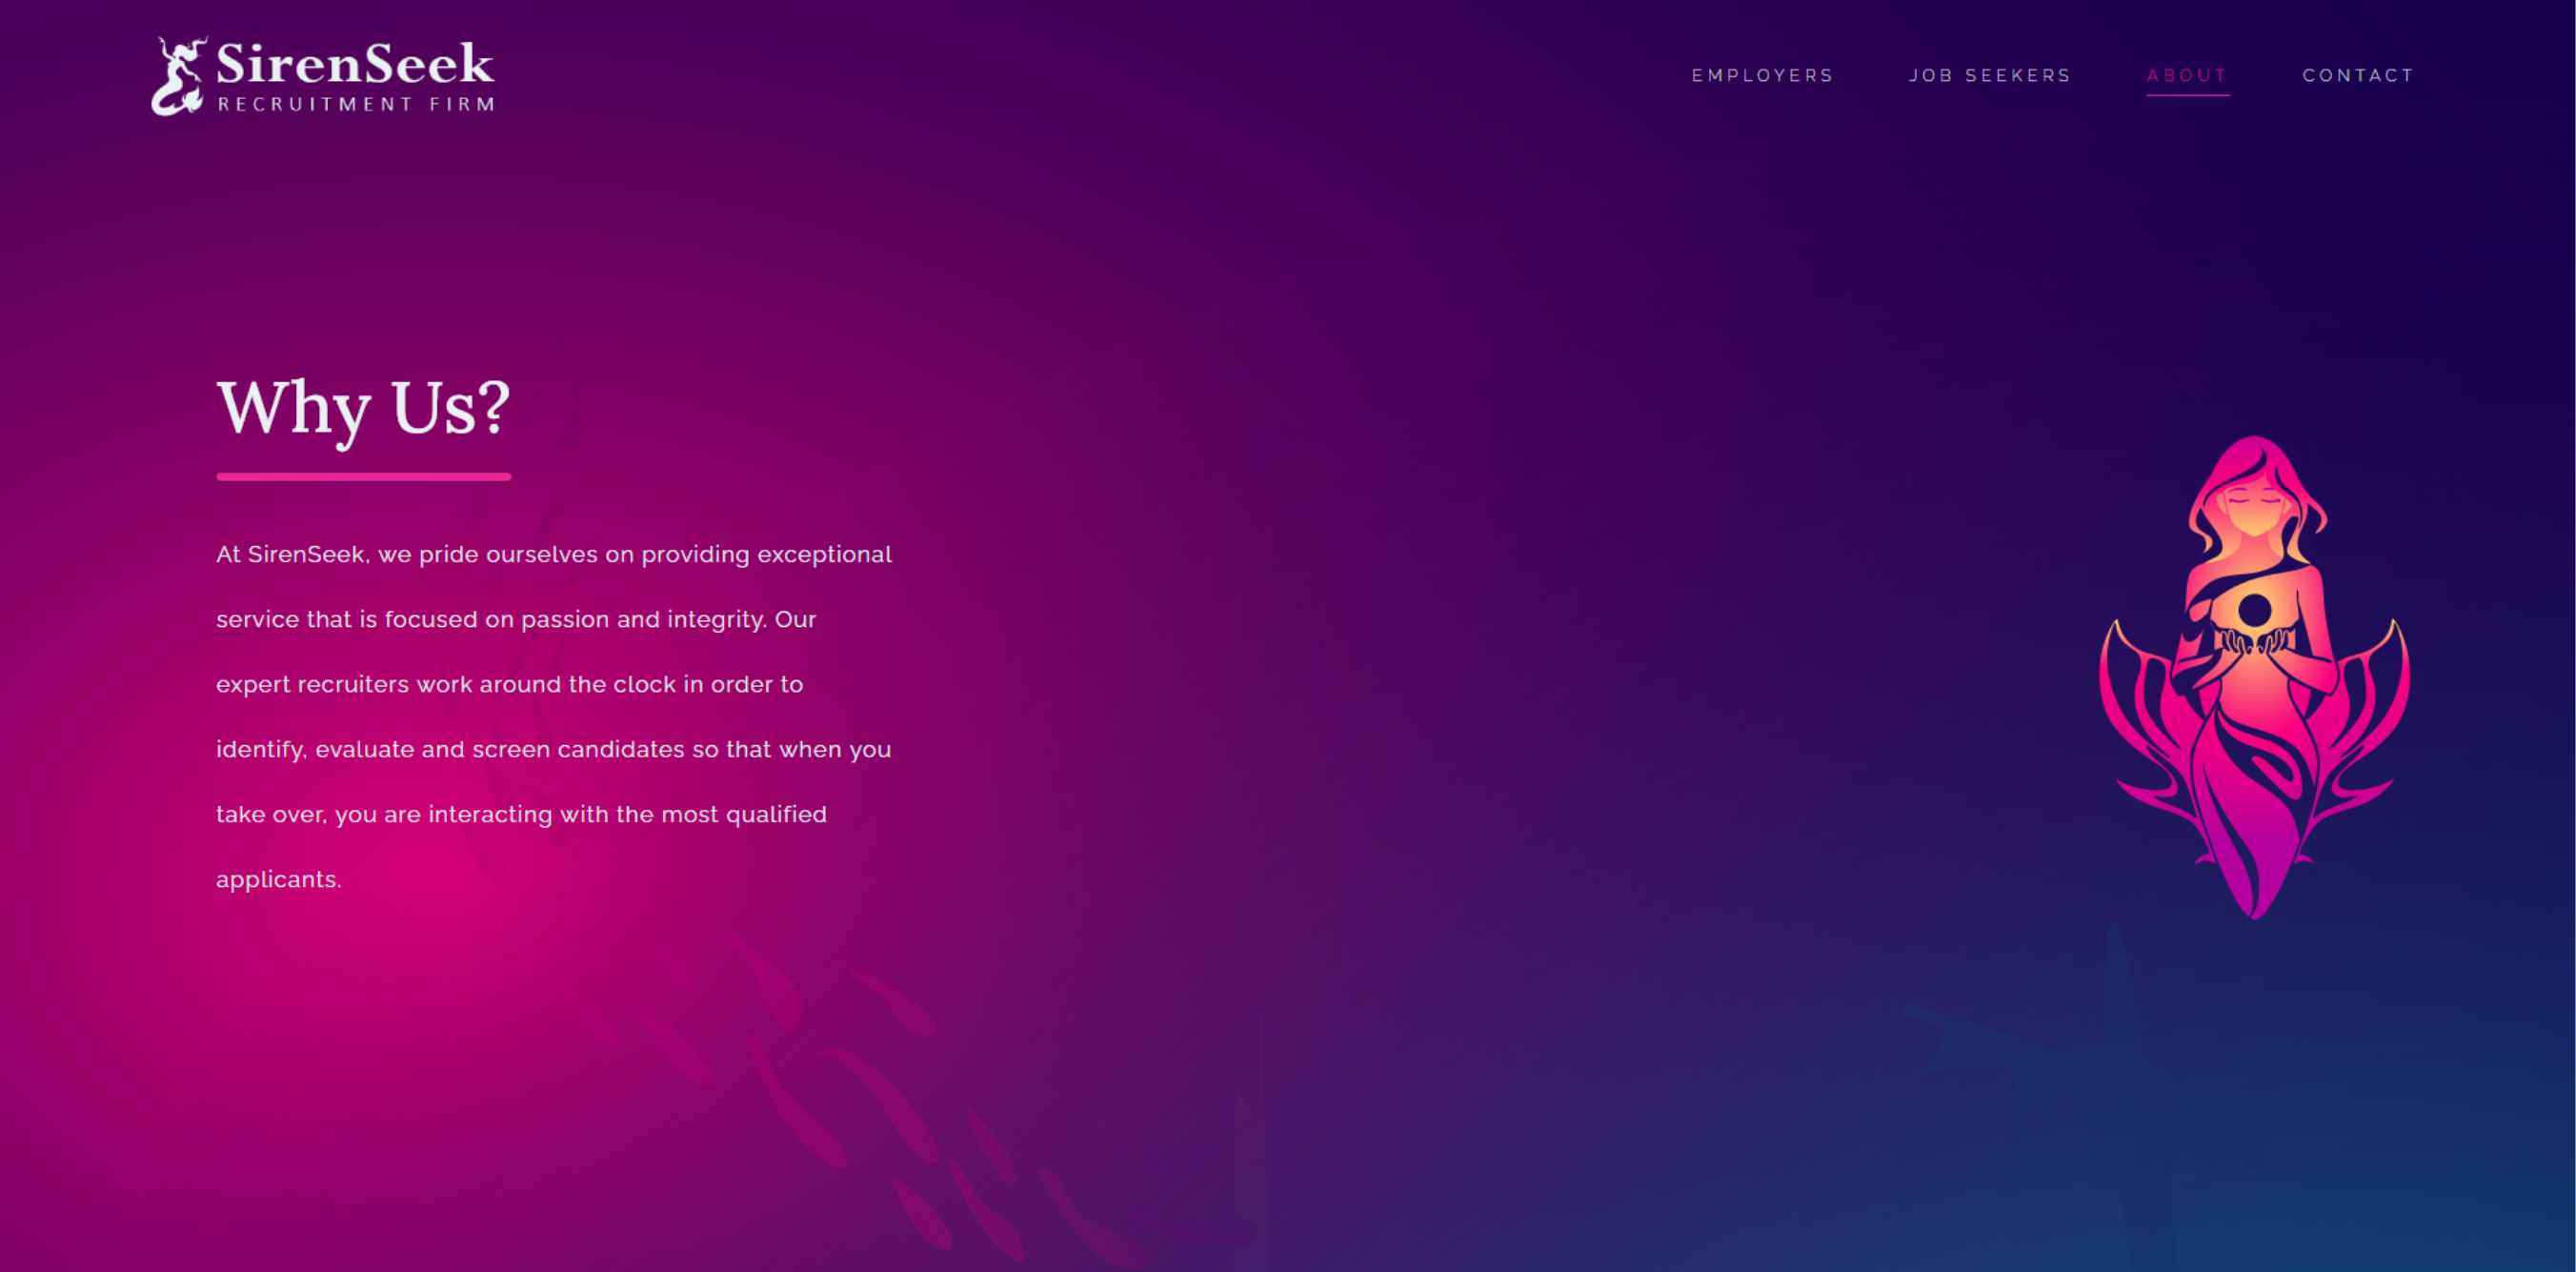 SirenSeek
RECRUITMENT FIRM
EMPLOYERS
JOB SEEKERS
ABOUT
CONTACT
Why Us?
At SirenSeek, we pride ourselves on providing exceptional
service that is focused on passion and integrity. Our
expert recruiters work around the clock in order to
identify, evaluate and screen candidates so that when you
take over, you are interacting with the most qualified
applicants.